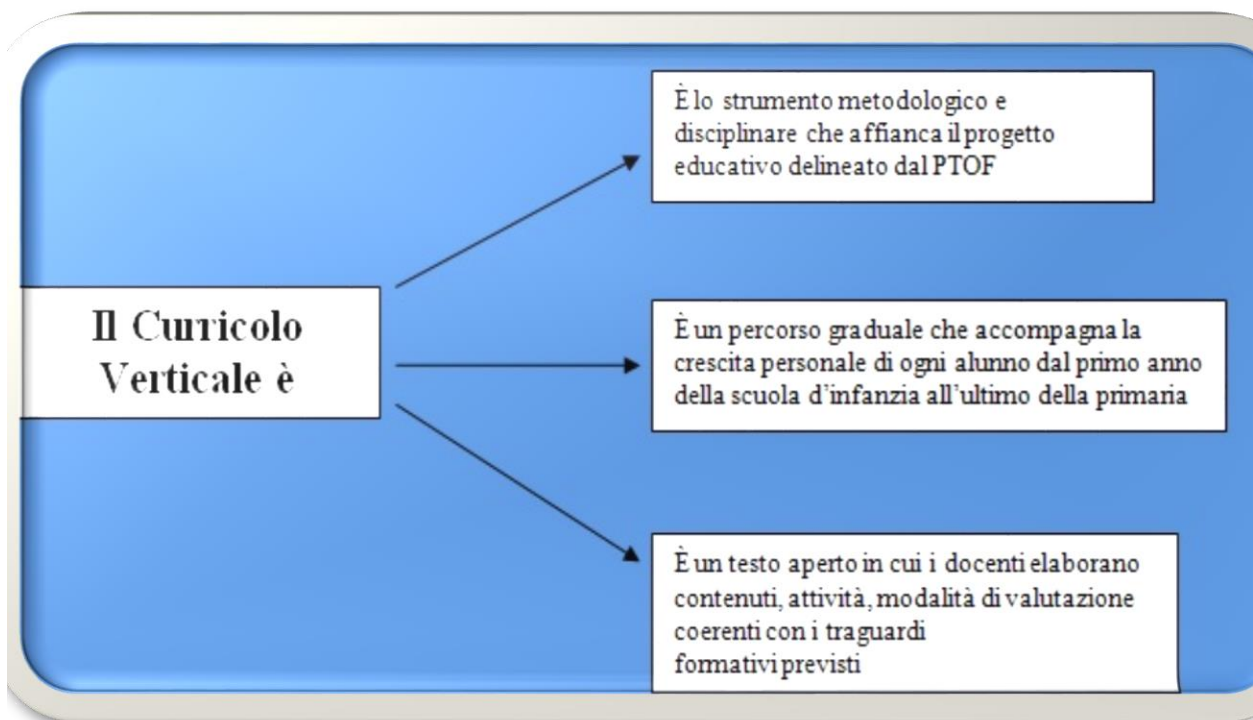 È lo strumento metodologico e
disciplinare che affianca il progetto
educativo delineato dal PTOF
Il Curricolo
Verticale è
È un percorso graduale che accompagna la
crescita personale di ogni alunno dal primo anno
della scuola d'infanzia all'ultimo della primaria
È un testo aperto in cui i docenti elaborano
contenuti, attività, modalità di valutazione
coerenti con i traguardi
formativi previsti